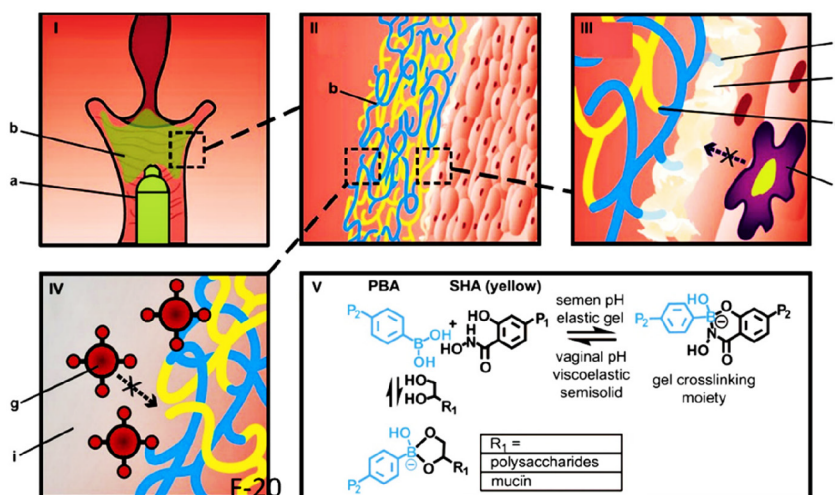 I
b
a
II
b
III
IV
g
i
F-20
V
PBA
SHA (yellow)
P2
B
OH
OH
+
HO
N
H
O
HO
P1
semen pH
elastic gel
vaginal pH
viscoelastic
semisolid
HO
P2
B
O
P2
N
HO
O
gel crosslinking
moiety
HO
HO
R1
HO
B
O
O
R1
P2
R1 =
polysaccharides
mucin